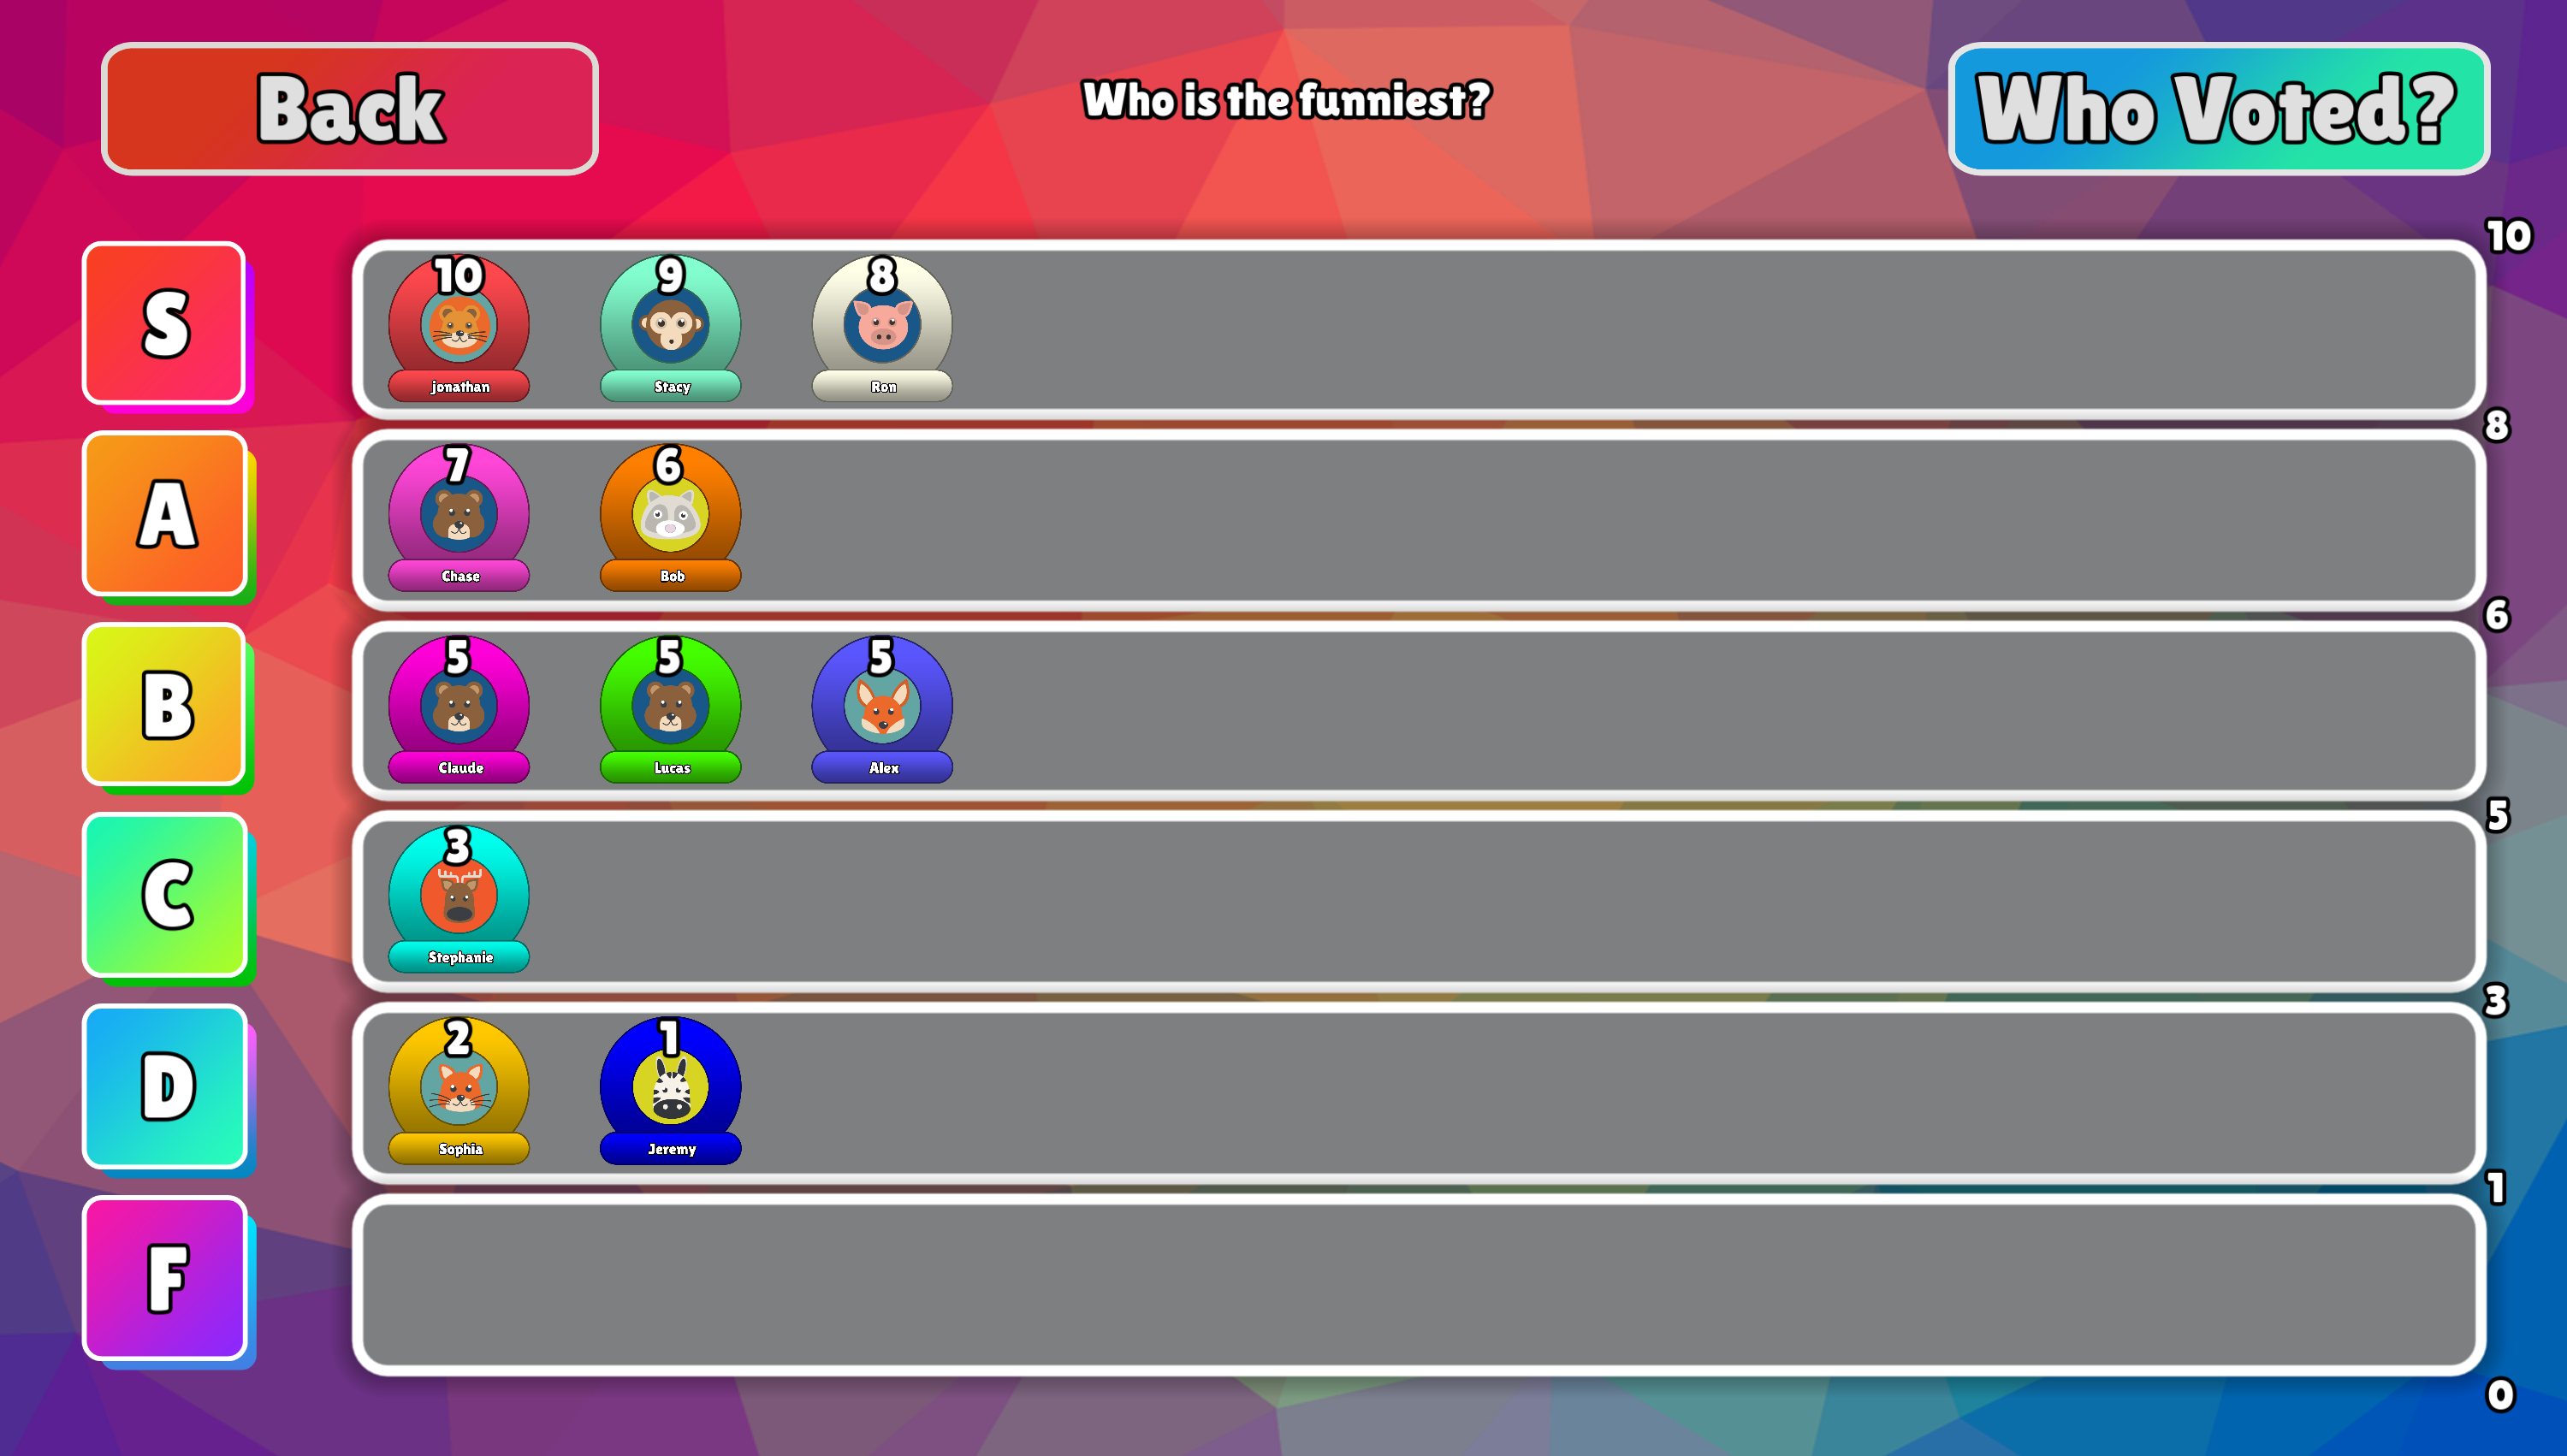 Back
Who is the funniest?
Who Voted?
10
S
10
jonathan
9
Stacy
8
Ron
8
A
7
Chase
6
Bob
6
B
5
Claude
5
Lucas
5
Alex
5
C
3
Stephanie
3
D
2
Sophia
1
Jeremy
1
F
0